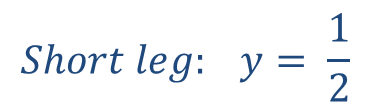 Short leg: y = 1/2